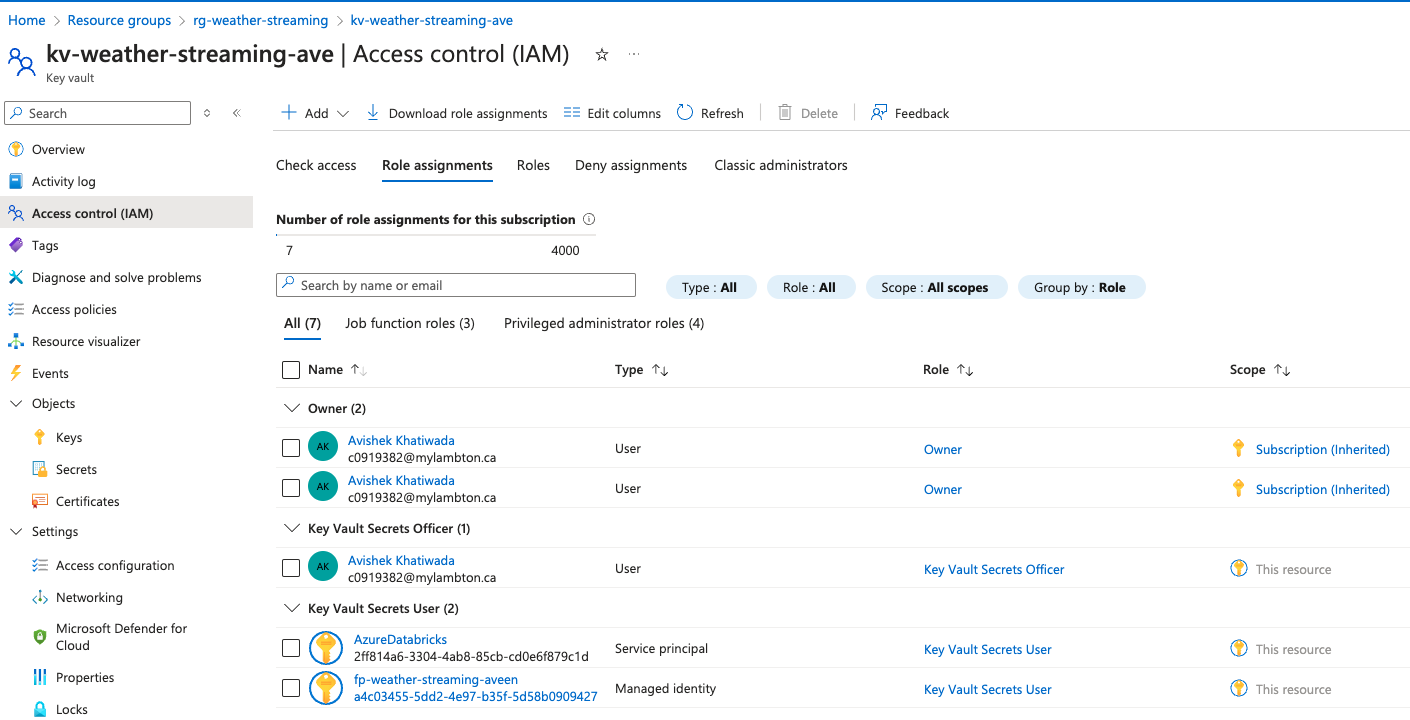 Home > Resource groups > rg-weather-streaming > kv-weather-streaming-ave
kv-weather-streaming-ave | Access control (IAM)
Key vault
Search
Add
Download role assignments
Edit columns
Refresh
Delete
Feedback
Overview
Activity log
Access control (IAM)
Tags
Diagnose and solve problems
Access policies
Resource visualizer
Events
Objects
Keys
Secrets
Certificates
Settings
Access configuration
Networking
Microsoft Defender for
Cloud
Properties
Locks
Check access Role assignments Roles Deny assignments Classic administrators
Number of role assignments for this subscription
7 4000
Search by name or email
Type : All Role : All Scope : All scopes Group by : Role
All (7) Job function roles (3) Privileged administrator roles (4)
Name Type Role Scope
Owner (2)
AK Avishek Khatiwada
c0919382@mylambton.ca User Owner Subscription (Inherited)
AK Avishek Khatiwada
c0919382@mylambton.ca User Owner Subscription (Inherited)
Key Vault Secrets Officer (1)
AK Avishek Khatiwada
c0919382@mylambton.ca User Key Vault Secrets Officer This resource
Key Vault Secrets User (2)
AzureDatabricks
2ff814a6-3304-4ab8-85cb-cd0e6f879c1d Service principal Key Vault Secrets User This resource
fp-weather-streaming-aveen
a4c03455-5dd2-4e97-b35f-5d58b0909427 Managed identity Key Vault Secrets User This resource